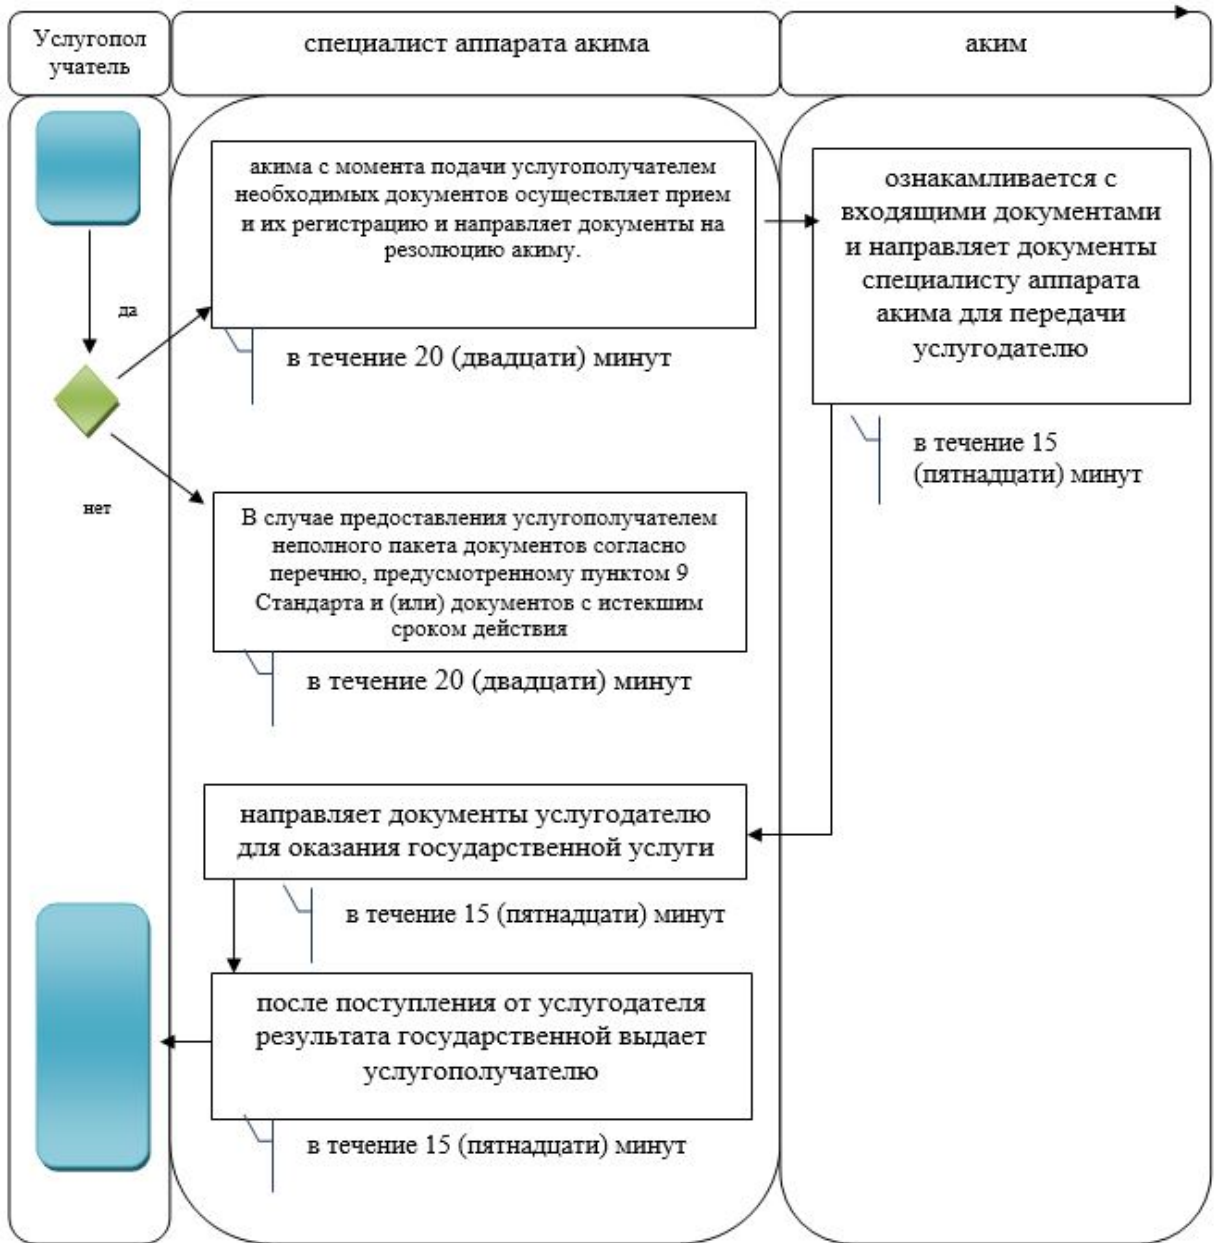 Услугопол
учатель
специалист аппарата акима
аким
акима с момента подачи услугополучателем
необходимых документов осуществляет прием
и их регистрацию и направляет документы на
резолюцию акиму.
ознакамливается с
входящими документами
и направляет документы
специалисту аппарата
акима для передачи
услугодателю
да
в течение 20 (двадцати) минут
в течение 15
(пятнадцати) минут
нет
В случае предоставления услугополучателем
неполного пакета документов согласно
перечню, предусмотренному пунктом 9
Стандарта и (или) документов с истекшим
сроком действия
в течение 20 (двадцати) минут
направляет документы услугодателю
для оказания государственной услуги
в течение 15 (пятнадцати) минут
после поступления от услугодателя
результата государственной выдает
услугополучателю
в течение 15 (пятнадцати) минут